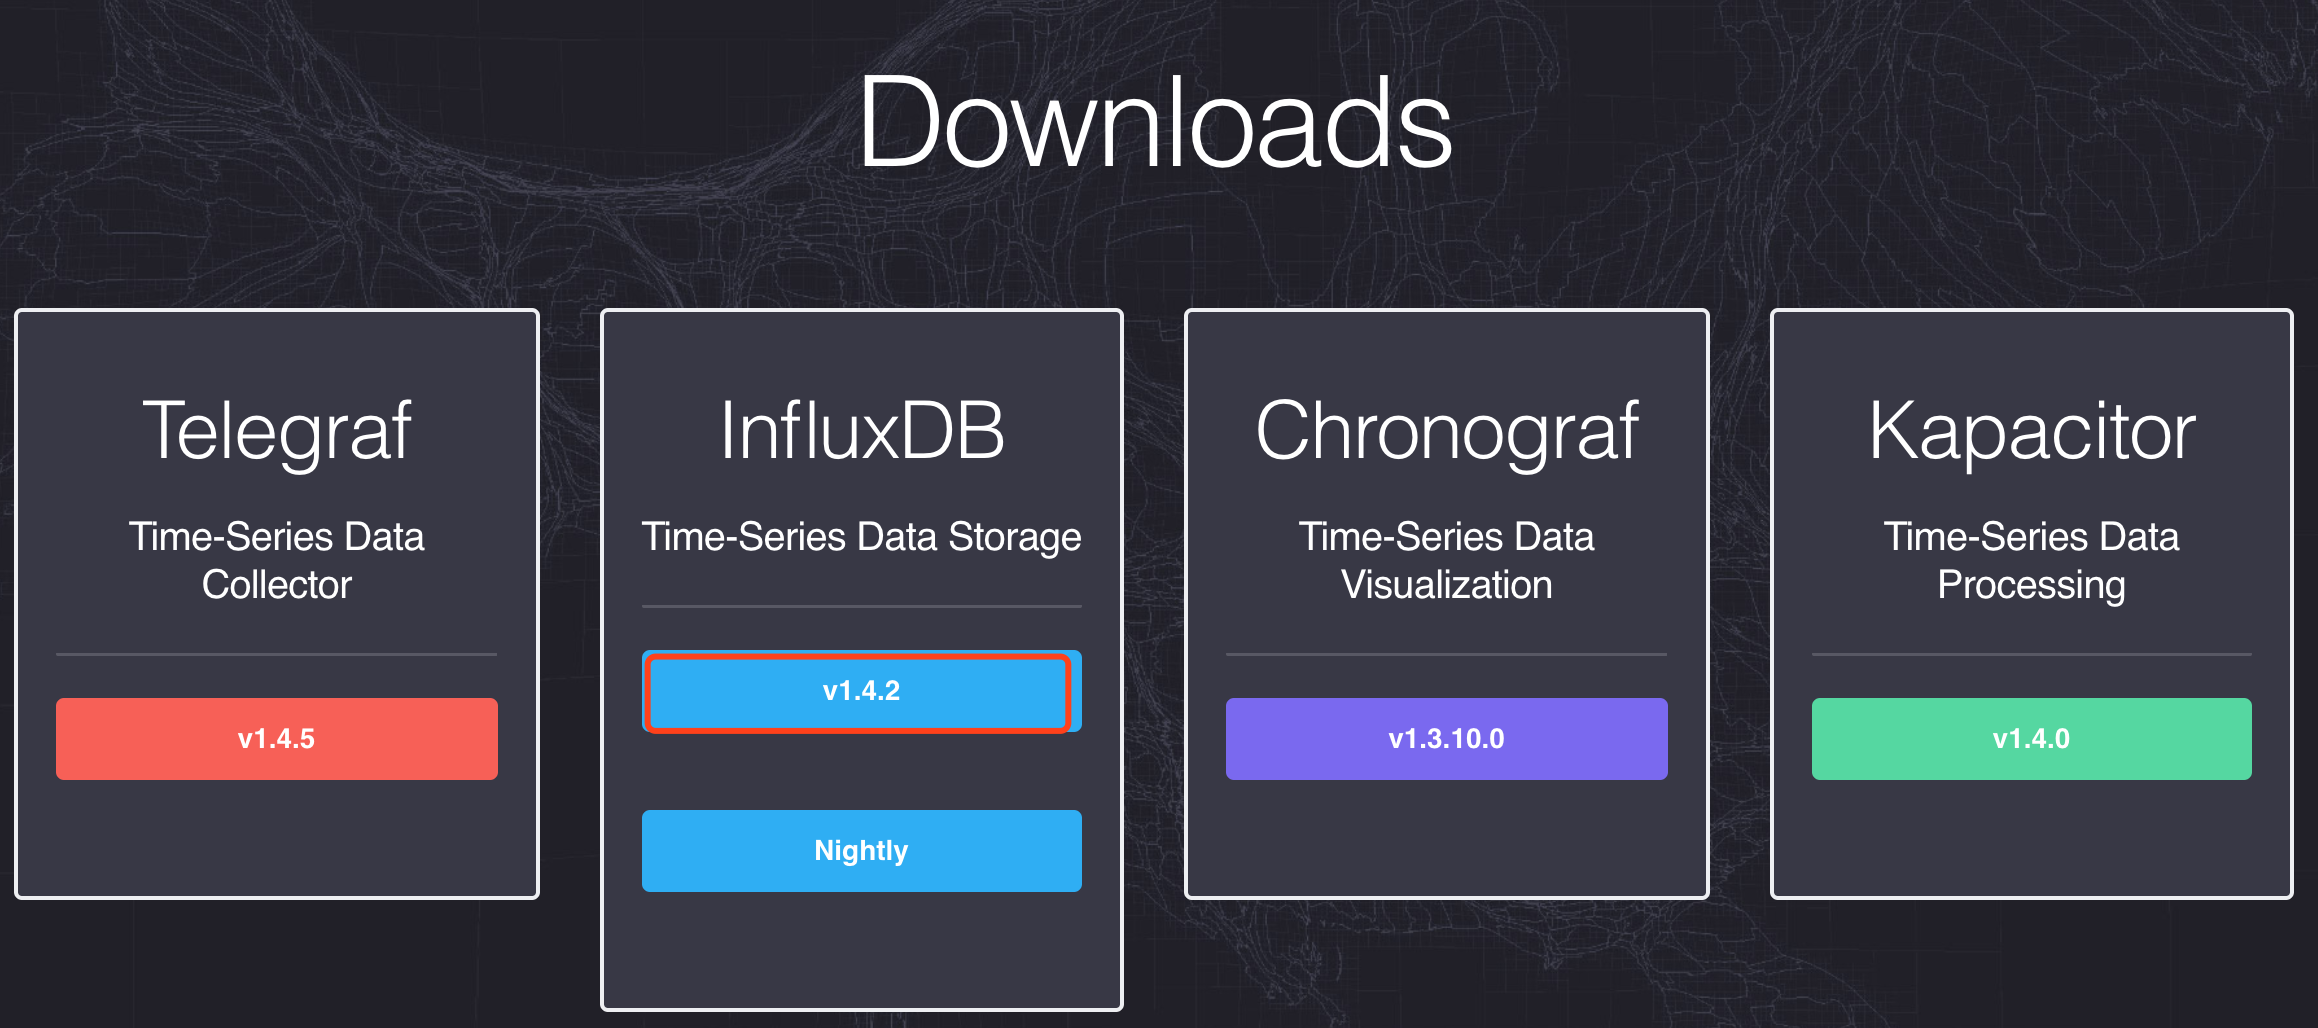 Downloads
Telegraf
Time-Series Data
Collector
v1.4.5
InfluxDB
Time-Series Data Storage
v1.4.2
Nightly
Chronograf
Time-Series Data
Visualization
v1.3.10.0
Kapacitor
Time-Series Data
Processing
v1.4.0